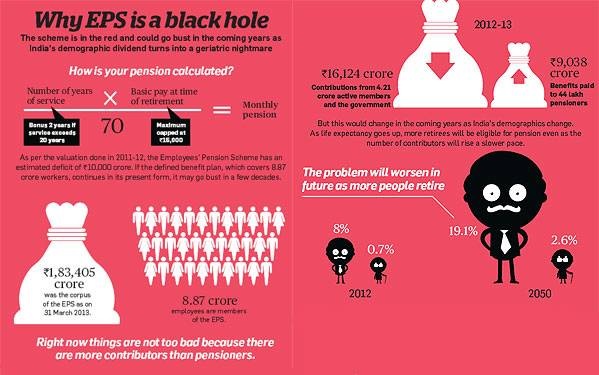 Why EPS is a black hole
The scheme is in the red and could go bust in the coming years as
India's demographic dividend turns into a geriatric nightmare
How is your pension calculated?
Number of years
of service
×
Basic pay at time
of retirement
=
Monthly
pension
70
Bonus 2 years if
service exceeds
20 years
Maximum
capped at
₹15,000
As per the valuation done in 2011-12, the Employees' Pension Scheme has an
estimated deficit of ₹10,000 crore. If the defined benefit plan, which covers 8.87
crore workers, continues in its present form, it may go bust in a few decades.
₹1,83,405
crore
was the corpus
of the EPS as on
31 March 2013.
8.87 crore
employees are members
of the EPS.
Right now things are not too bad because there
are more contributors than pensioners.
2012-13
₹16,124 crore
Contributions from 4.21
crore active members
and the government
₹9,038
crore
Benefits paid
to 44 lakh
pensioners
But this would change in the coming years as India's demographics change.
As life expectancy goes up, more retirees will be eligible for pension even as the
number of contributors will rise a slower pace.
The problem will worsen in
future as more people retire
8%
0.7%
2012
19.1%
2.6%
2050